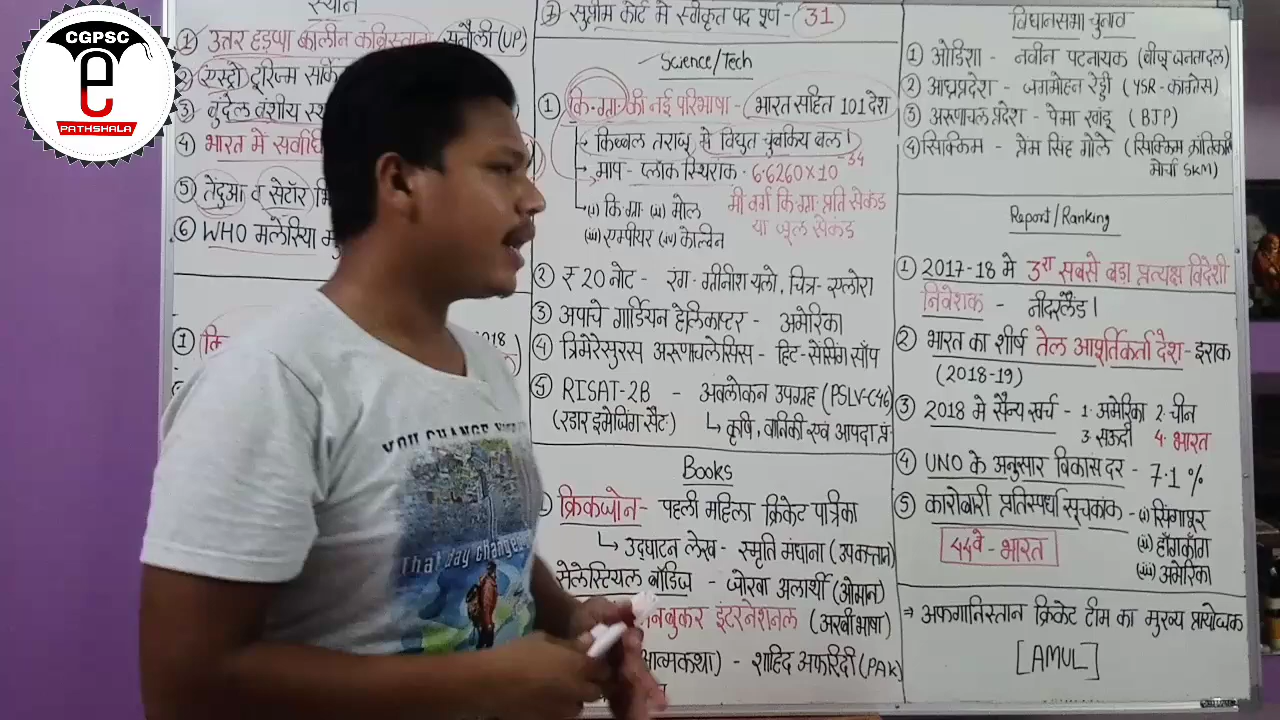 CGPSC
e
PATHSHALA
स्थान
① उत्तर हड़प्पा कालीन कब्रिस्तान सनौली (UP)
② एस्ट्रो टूरिज्म
③ बुंदेल वंशीय
④ भारत में
⑤ तेंदुआ व सेटॉर
⑥ WHO मलेरिया
①
2018
⑦ सुप्रीम कोर्ट मे स्वीकृत पद पूर्ण - 31
Science/Tech
① कि.ग्रा. की नई परिभाषा - भारत सहित 101 देश
किब्बल तराजू मे विद्युत चुंबकिय बल।
माप - प्लॉक स्थिरांक · 6.6260 x 10 -34
(i) कि.ग्रा. (ii) मोल
(iii) एम्पीयर (iv) केल्विन
मी वर्ग कि.ग्रा. प्रति सेकंड
या जूल सेकंड
② ₹ 20 नोट - रंग - ग्रीनीश यलो, चित्र - एलोरा
③ अपाचे गार्डियन हेलिकाप्टर - अमेरिका
④ त्रिमेरेसुरस अरुणाचलेसिस - हिट-सेंसिंग साँप
⑤ RISAT-2B - अवलोकन उपग्रह (PSLV-C46)
(रडार इमेजिंग सैट.) कृषि, वानिकी एवं आपदा प्रं.
Books
① क्रिकजोन - पहली महिला क्रिकेट पत्रिका
उद्घाटन लेख - स्मृति मंधाना (उपकप्तान)
सेलेस्टियल बॉडिज - जोखा अलार्थी (ओमान)
मैनबुकर इंटरनेशनल (अरबी भाषा)
आत्मकथा) - शाहिद अफरिदी (PAK)
विधानसभा चुनाव
① ओडिशा - नवीन पटनायक (बीजू जनतादल)
② आंध्रप्रदेश - जगमोहन रेड्डी (YSR - कांग्रेस)
③ अरूणाचल प्रदेश - पेमा खांडू (BJP)
④ सिक्किम - प्रेम सिंह गोले (सिक्किम क्रांतिकारी
मोर्चा SKM)
Report/Ranking
① 2017-18 मे 3रा सबसे बड़ा प्रत्यक्ष विदेशी
निवेशक - नीदरलैंड।
② भारत का शीर्ष तेल आपूर्तिकर्ता देश - इराक
(2018-19)
③ 2018 मे सैन्य खर्च - 1. अमेरिका 2. चीन
3. सऊदी 4. भारत
④ UNO के अनुसार विकास दर - 7.1 %
⑤ कारोबारी प्रतिस्पर्धा सूचकांक - (i) सिंगापूर
(ii) हाँगकाँग
44वे - भारत
(iii) अमेरिका
⇒ अफगानिस्तान क्रिकेट टीम का मुख्य प्रायोजक
[AMUL]
YOU CHANGE
That day change